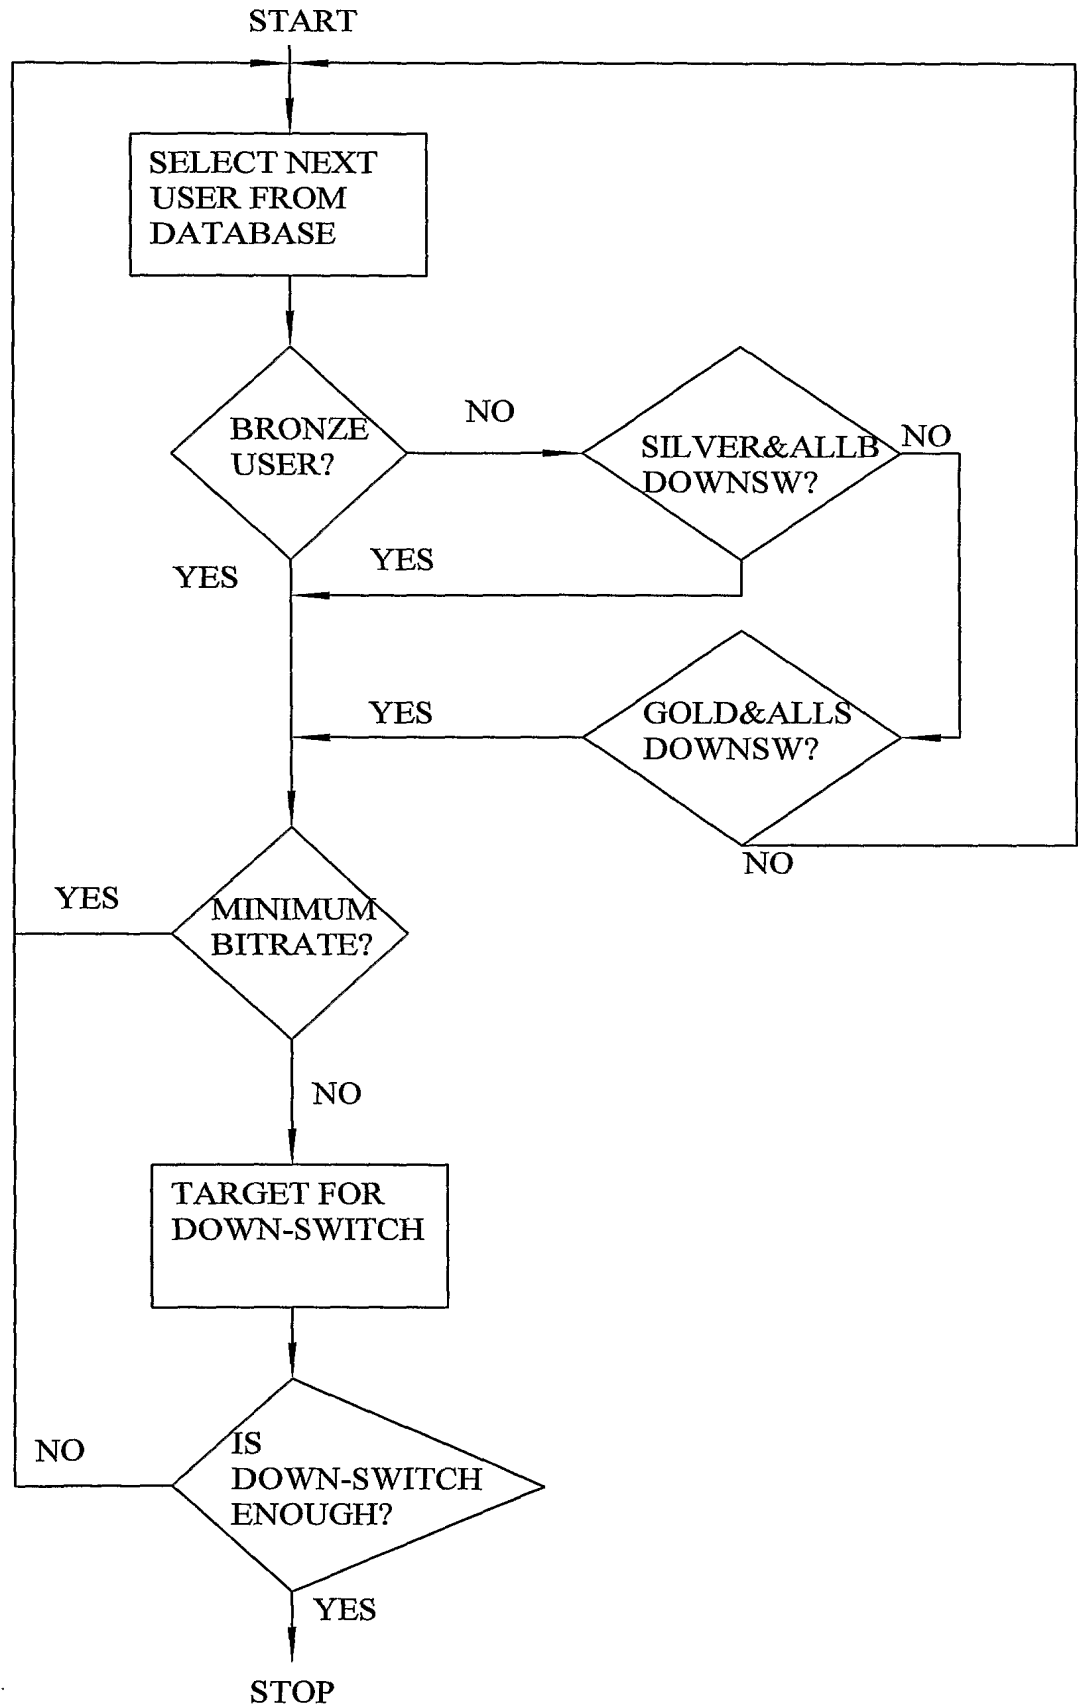 START
SELECT NEXT
USER FROM
DATABASE
BRONZE
USER?
NO
SILVER&ALLB
DOWNSW?
NO
YES
YES
GOLD&ALLS
DOWNSW?
YES
NO
MINIMUM
BITRATE?
YES
NO
TARGET FOR
DOWN-SWITCH
IS
DOWN-SWITCH
ENOUGH?
NO
YES
STOP